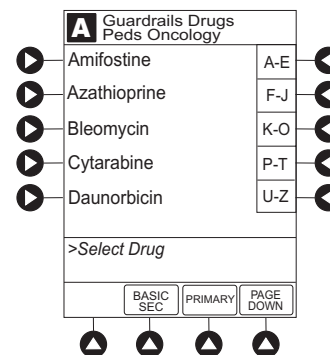 A Guardrails Drugs
Peds Oncology
Amifostine A-E
Azathioprine F-J
Bleomycin K-O
Cytarabine P-T
Daunorbicin U-Z
>Select Drug
BASIC
SEC
PRIMARY
PAGE
DOWN